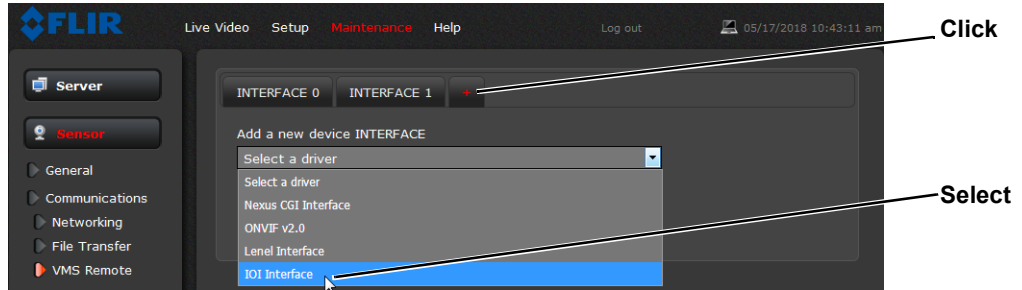 FLIR
Live Video Setup Maintenance Help Log out 05/17/2018 10:43:11 am
Click
Server
INTERFACE 0 INTERFACE 1 +
Sensor
Add a new device INTERFACE
Select a driver
General
Select a driver
Communications
Nexus CGI Interface
Select
Networking
ONVIF v2.0
File Transfer
Lenel Interface
VMS Remote
IOI Interface